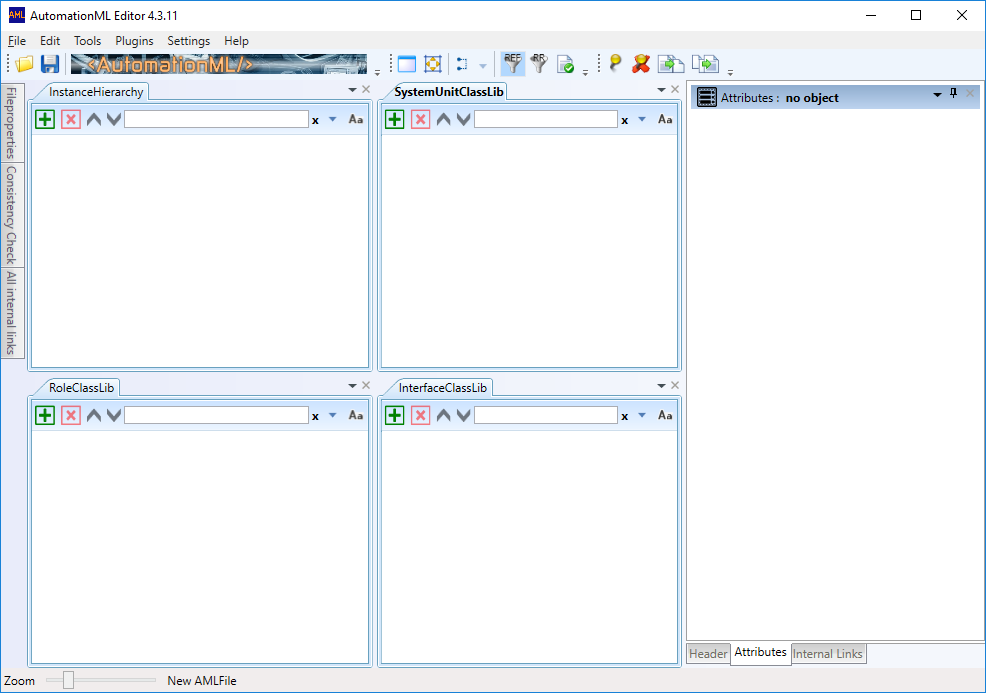 AML AutomationML Editor 4.3.11
File Edit Tools Plugins Settings Help
<AutomationML/>
REF RR
Fileproperties
Consistency Check
All internal links
InstanceHierarchy
x Aa
SystemUnitClassLib
x Aa
RoleClassLib
x Aa
InterfaceClassLib
x Aa
Attributes : no object
Header Attributes Internal Links
Zoom New AMLFile